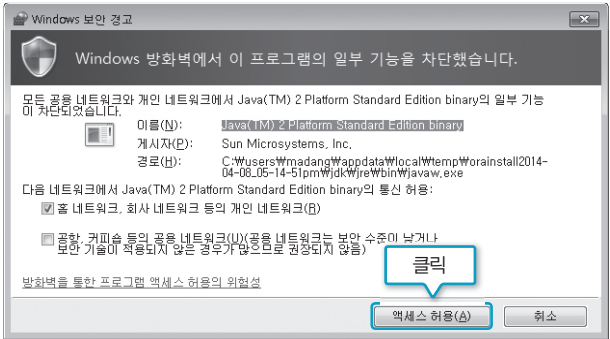 Windows 보안 경고
Windows 방화벽에서 이 프로그램의 일부 기능을 차단했습니다.
모든 공용 네트워크와 개인 네트워크에서 Java(TM) 2 Platform Standard Edition binary의 일부 기능
이 차단되었습니다.
이름(N): Java(TM) 2 Platform Standard Edition binary
게시자(P): Sun Microsystems, Inc.
경로(H): C:₩users₩madang₩appdata₩local₩temp₩orainstall2014-
04-08_05-14-51pm₩jdk₩jre₩bin₩javaw.exe
다음 네트워크에서 Java(TM) 2 Platform Standard Edition binary의 통신 허용:
홈 네트워크, 회사 네트워크 등의 개인 네트워크(R)
공항, 커피숍 등의 공용 네트워크(U)(공용 네트워크는 보안 수준이 낮거나
보안 기술이 적용되지 않은 경우가 많으므로 권장되지 않음)
클릭
방화벽을 통한 프로그램 액세스 허용의 위험성
액세스 허용(A) 취소